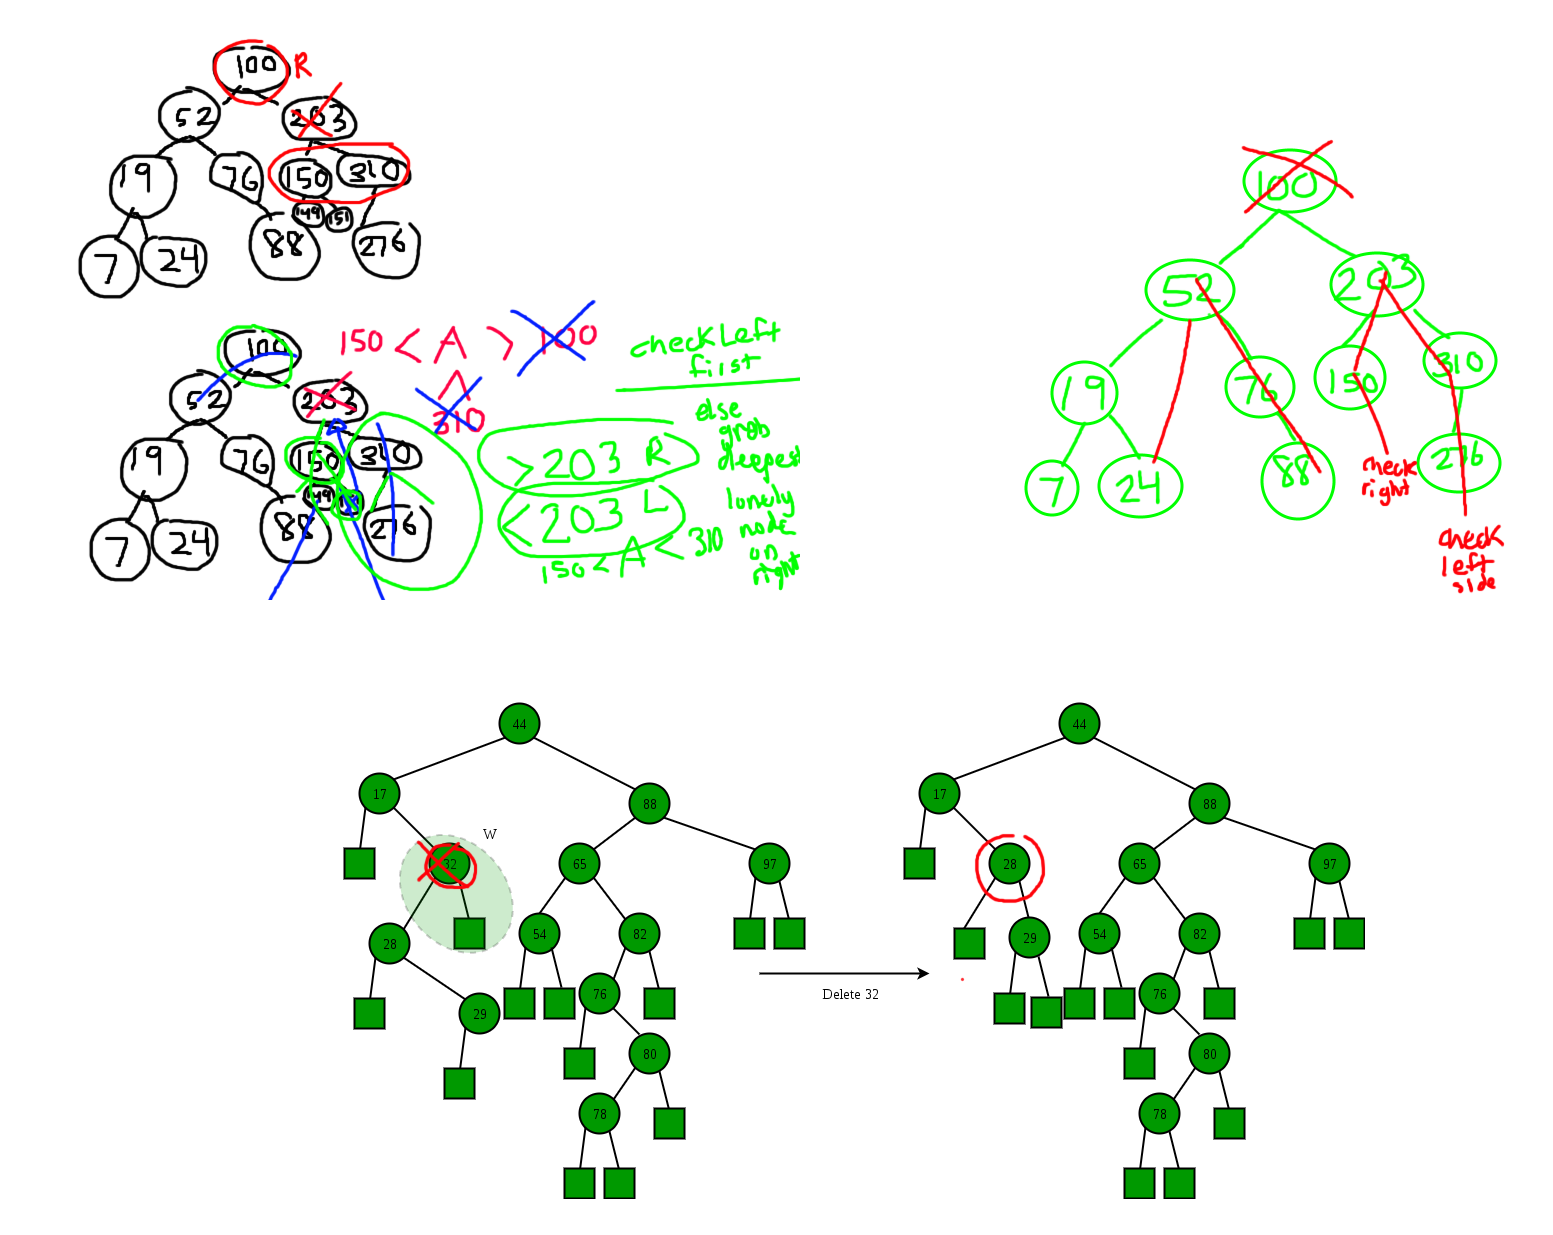 100 R
52 203
19 76 150 310
149 151
7 24 88 276
100
52 203
19 76 150 310
149
7 24 88 276
150 < A > 100
^
310
check Left
first
else
grab
deepest
lonely
node
on
right
> 203 R
< 203 L
150 < A < 310
100
52 203
19 76 150 310
7 24 88 276
check
right
check
left
side
44
17 88
W
32 65 97
28 54 82
29 76
80
78
Delete 32
44
17 88
28 65 97
29 54 82
76
80
78